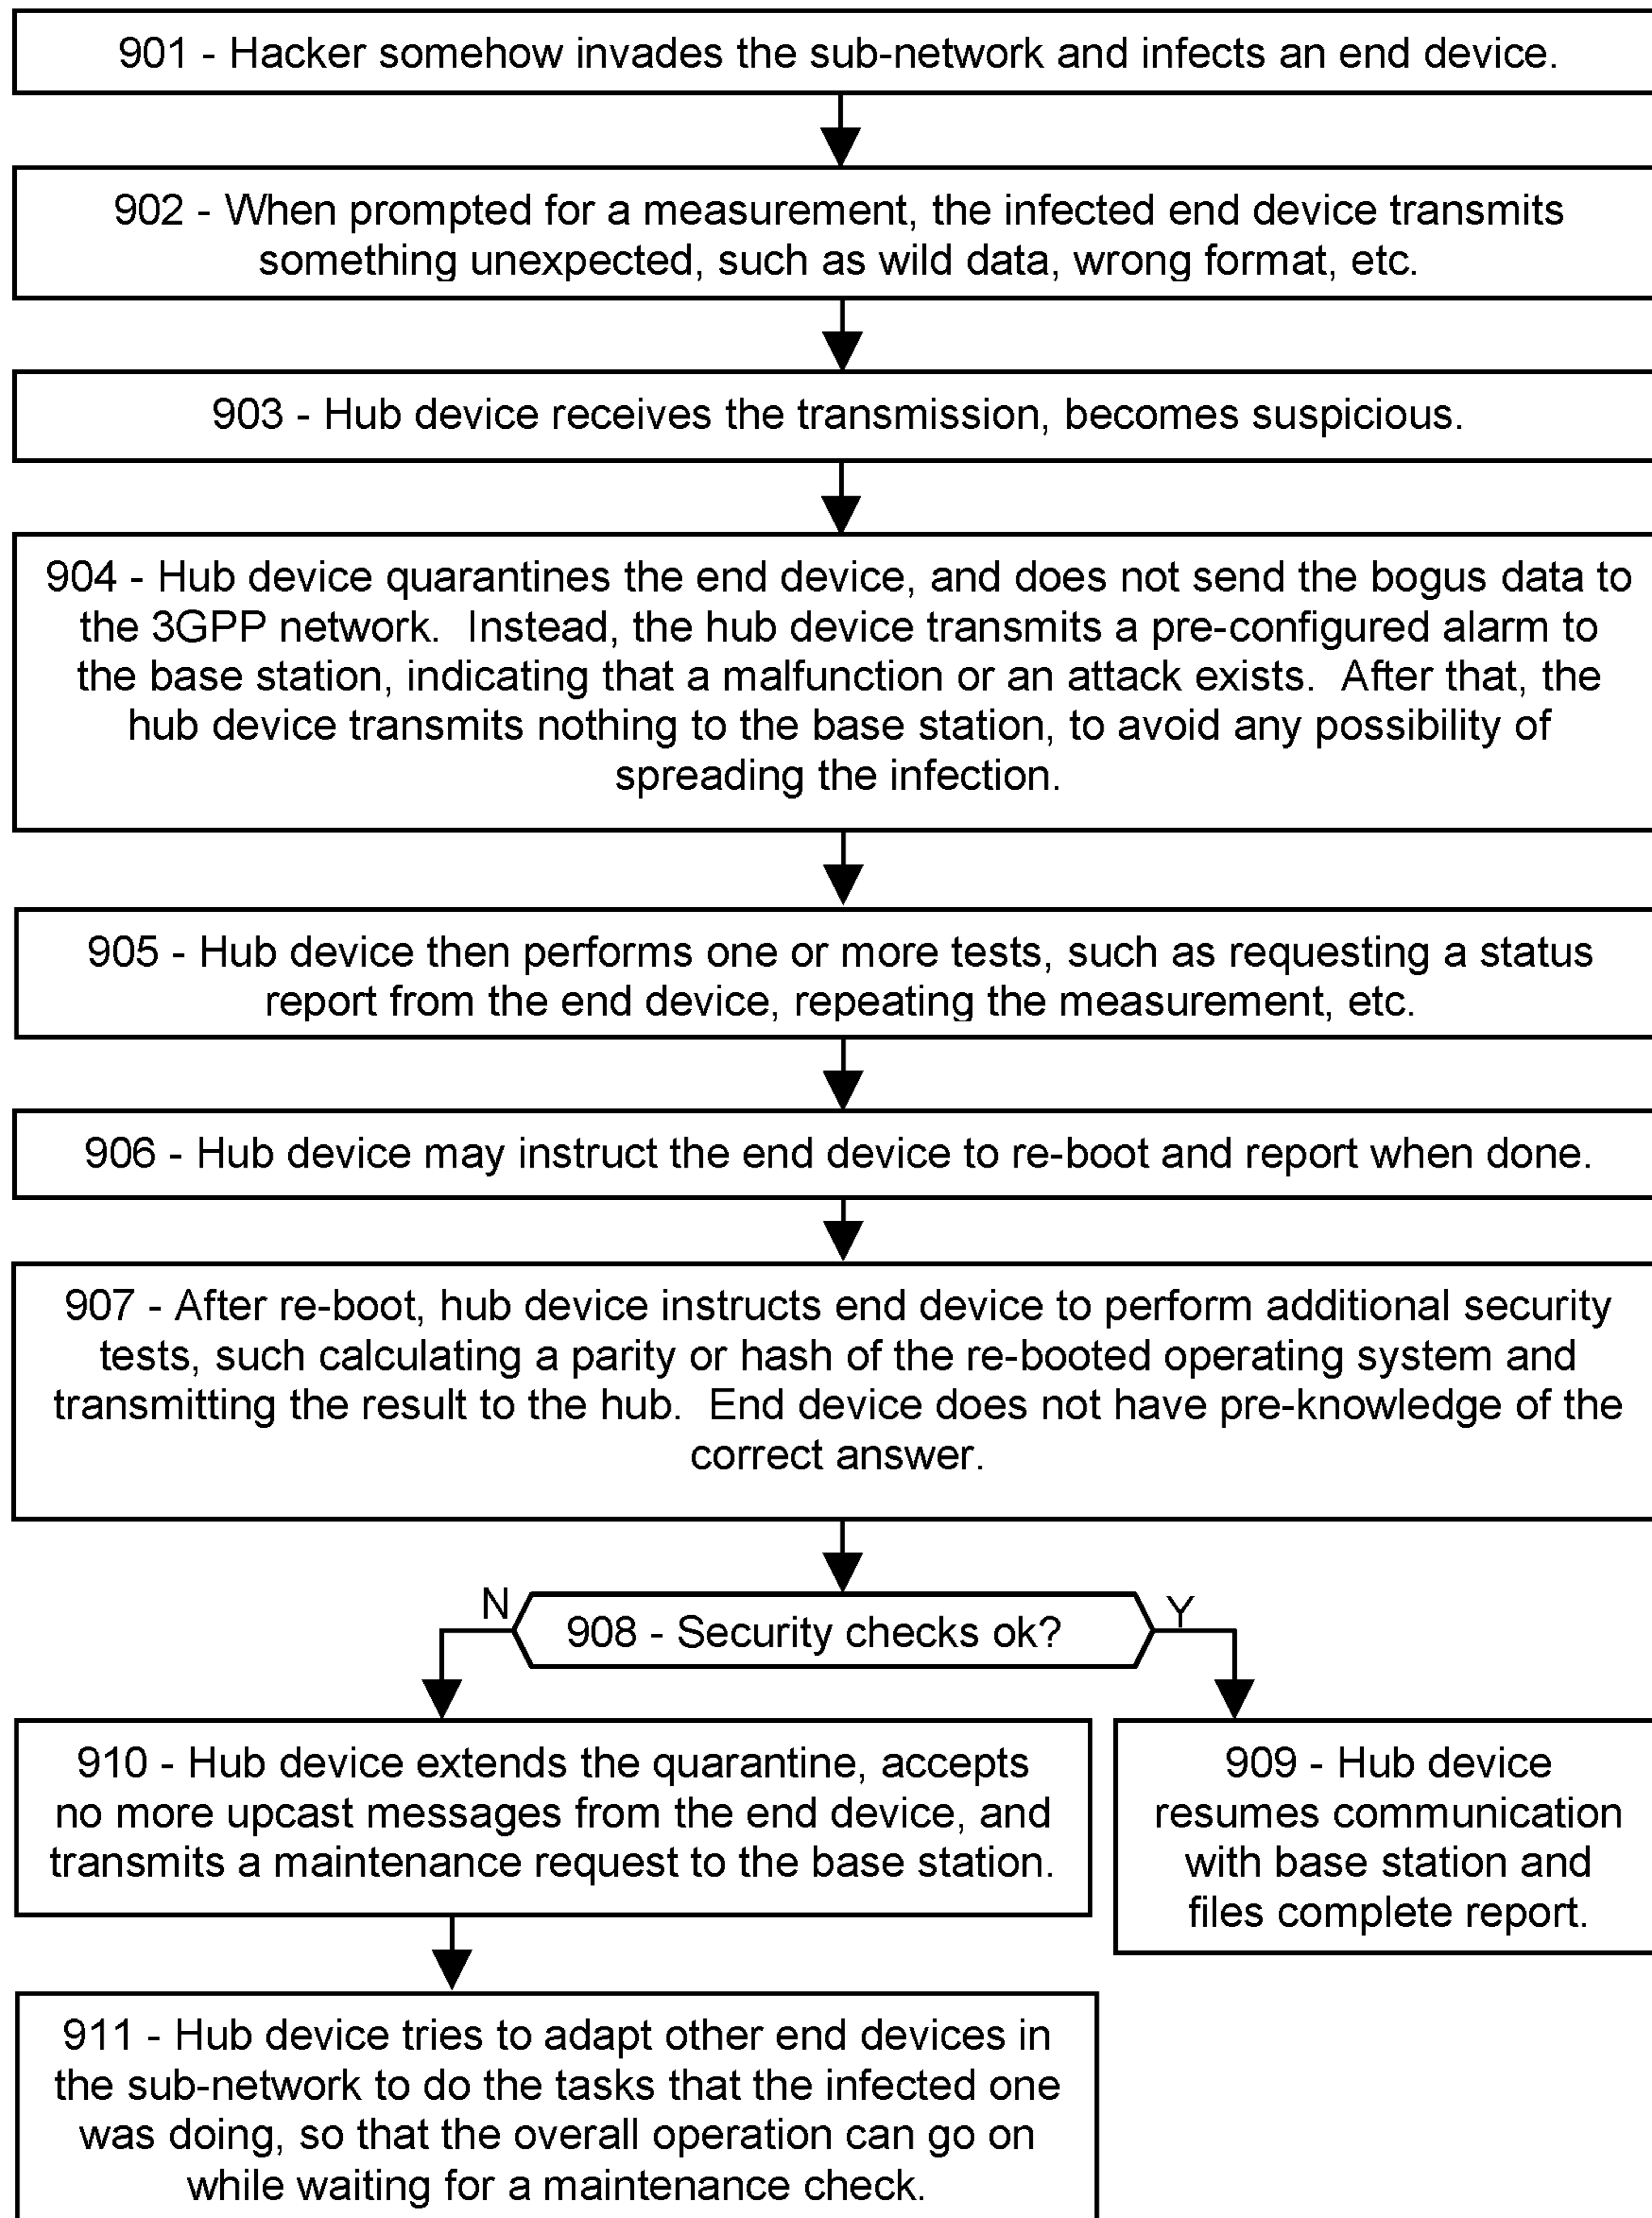 901 - Hacker somehow invades the sub-network and infects an end device.
902 - When prompted for a measurement, the infected end device transmits
something unexpected, such as wild data, wrong format, etc.
903 - Hub device receives the transmission, becomes suspicious.
904 - Hub device quarantines the end device, and does not send the bogus data to
the 3GPP network.  Instead, the hub device transmits a pre-configured alarm to
the base station, indicating that a malfunction or an attack exists.  After that, the
hub device transmits nothing to the base station, to avoid any possibility of
spreading the infection.
905 - Hub device then performs one or more tests, such as requesting a status
report from the end device, repeating the measurement, etc.
906 - Hub device may instruct the end device to re-boot and report when done.
907 - After re-boot, hub device instructs end device to perform additional security
tests, such calculating a parity or hash of the re-booted operating system and
transmitting the result to the hub.  End device does not have pre-knowledge of the
correct answer.
N
908 - Security checks ok?
Y
910 - Hub device extends the quarantine, accepts
no more upcast messages from the end device, and
transmits a maintenance request to the base station.
909 - Hub device
resumes communication
with base station and
files complete report.
911 - Hub device tries to adapt other end devices in
the sub-network to do the tasks that the infected one
was doing, so that the overall operation can go on
while waiting for a maintenance check.